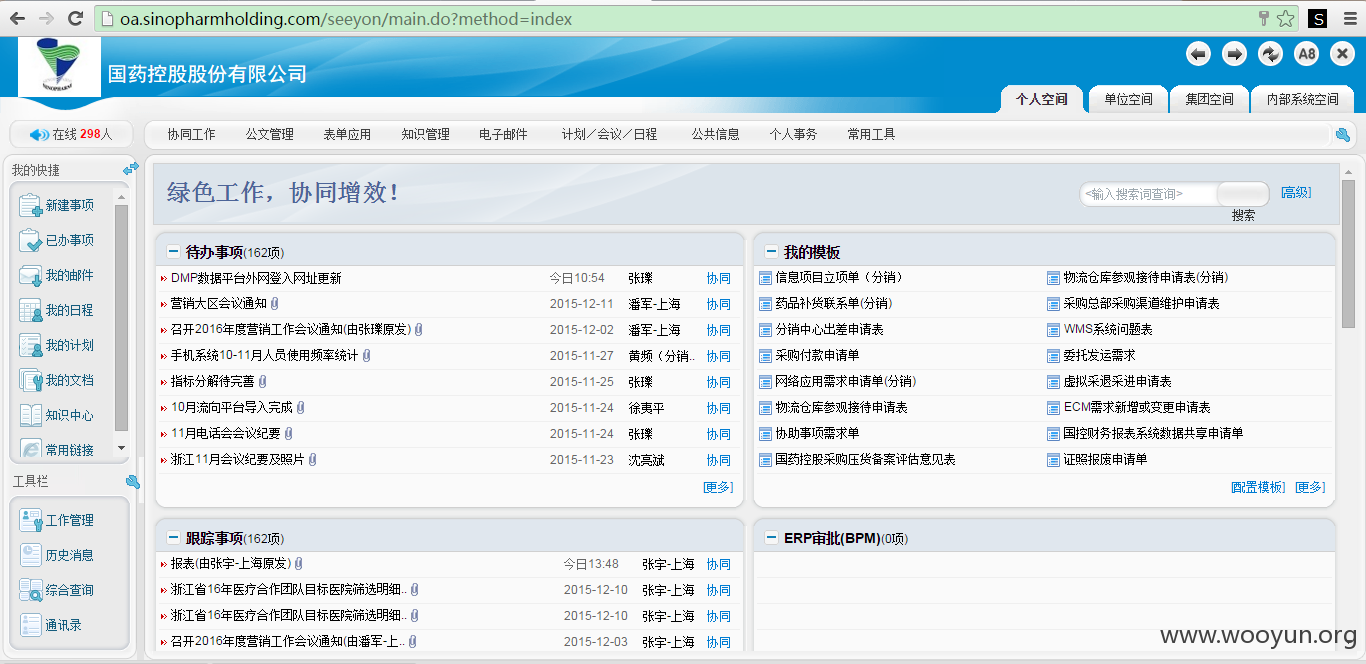 oa.sinopharmholding.com/seeyon/main.do?method=index
S
SINOPHARM
国药控股股份有限公司
A8
个人空间 单位空间 集团空间 内部系统空间
在线 298人
协同工作 公文管理 表单应用 知识管理 电子邮件 计划／会议／日程 公共信息 个人事务 常用工具
我的快捷
新建事项
已办事项
我的邮件
我的日程
我的计划
我的文档
知识中心
常用链接
工具栏
工作管理
历史消息
综合查询
通讯录
绿色工作，协同增效！
<输入搜索词查询>
搜索
[高级]
待办事项(162项)
DMP数据平台外网登入网址更新 今日10:54 张瓅 协同
营销大区会议通知 2015-12-11 潘军-上海 协同
召开2016年度营销工作会议通知(由张瓅原发) 2015-12-02 潘军-上海 协同
手机系统10-11月人员使用频率统计 2015-11-27 黄频（分销.. 协同
指标分解待完善 2015-11-25 张瓅 协同
10月流向平台导入完成 2015-11-24 徐夷平 协同
11月电话会会议纪要 2015-11-24 张瓅 协同
浙江11月会议纪要及照片 2015-11-23 沈亮斌 协同
[更多]
我的模板
信息项目立项单（分销） 物流仓库参观接待申请表(分销)
药品补货联系单(分销) 采购总部采购渠道维护申请表
分销中心出差申请表 WMS系统问题表
采购付款申请单 委托发运需求
网络应用需求申请单(分销) 虚拟采退采进申请表
物流仓库参观接待申请表 ECM需求新增或变更申请表
协助事项需求单 国控财务报表系统数据共享申请单
国药控股采购压货备案评估意见表 证照报废申请单
[配置模板] [更多]
跟踪事项(162项)
报表(由张宇-上海原发) 今日13:48 张宇-上海 协同
浙江省16年医疗合作团队目标医院筛选明细.. 2015-12-10 张宇-上海 协同
浙江省16年医疗合作团队目标医院筛选明细.. 2015-12-10 张宇-上海 协同
召开2016年度营销工作会议通知(由潘军-上.. 2015-12-03 张宇-上海 协同
ERP审批(BPM)(0项)
www.wooyun.org